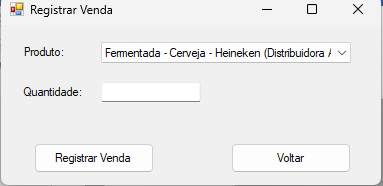 Registrar Venda
Produto:
Fermentada - Cerveja - Heineken (Distribuidora A
Quantidade:
Registrar Venda
Voltar